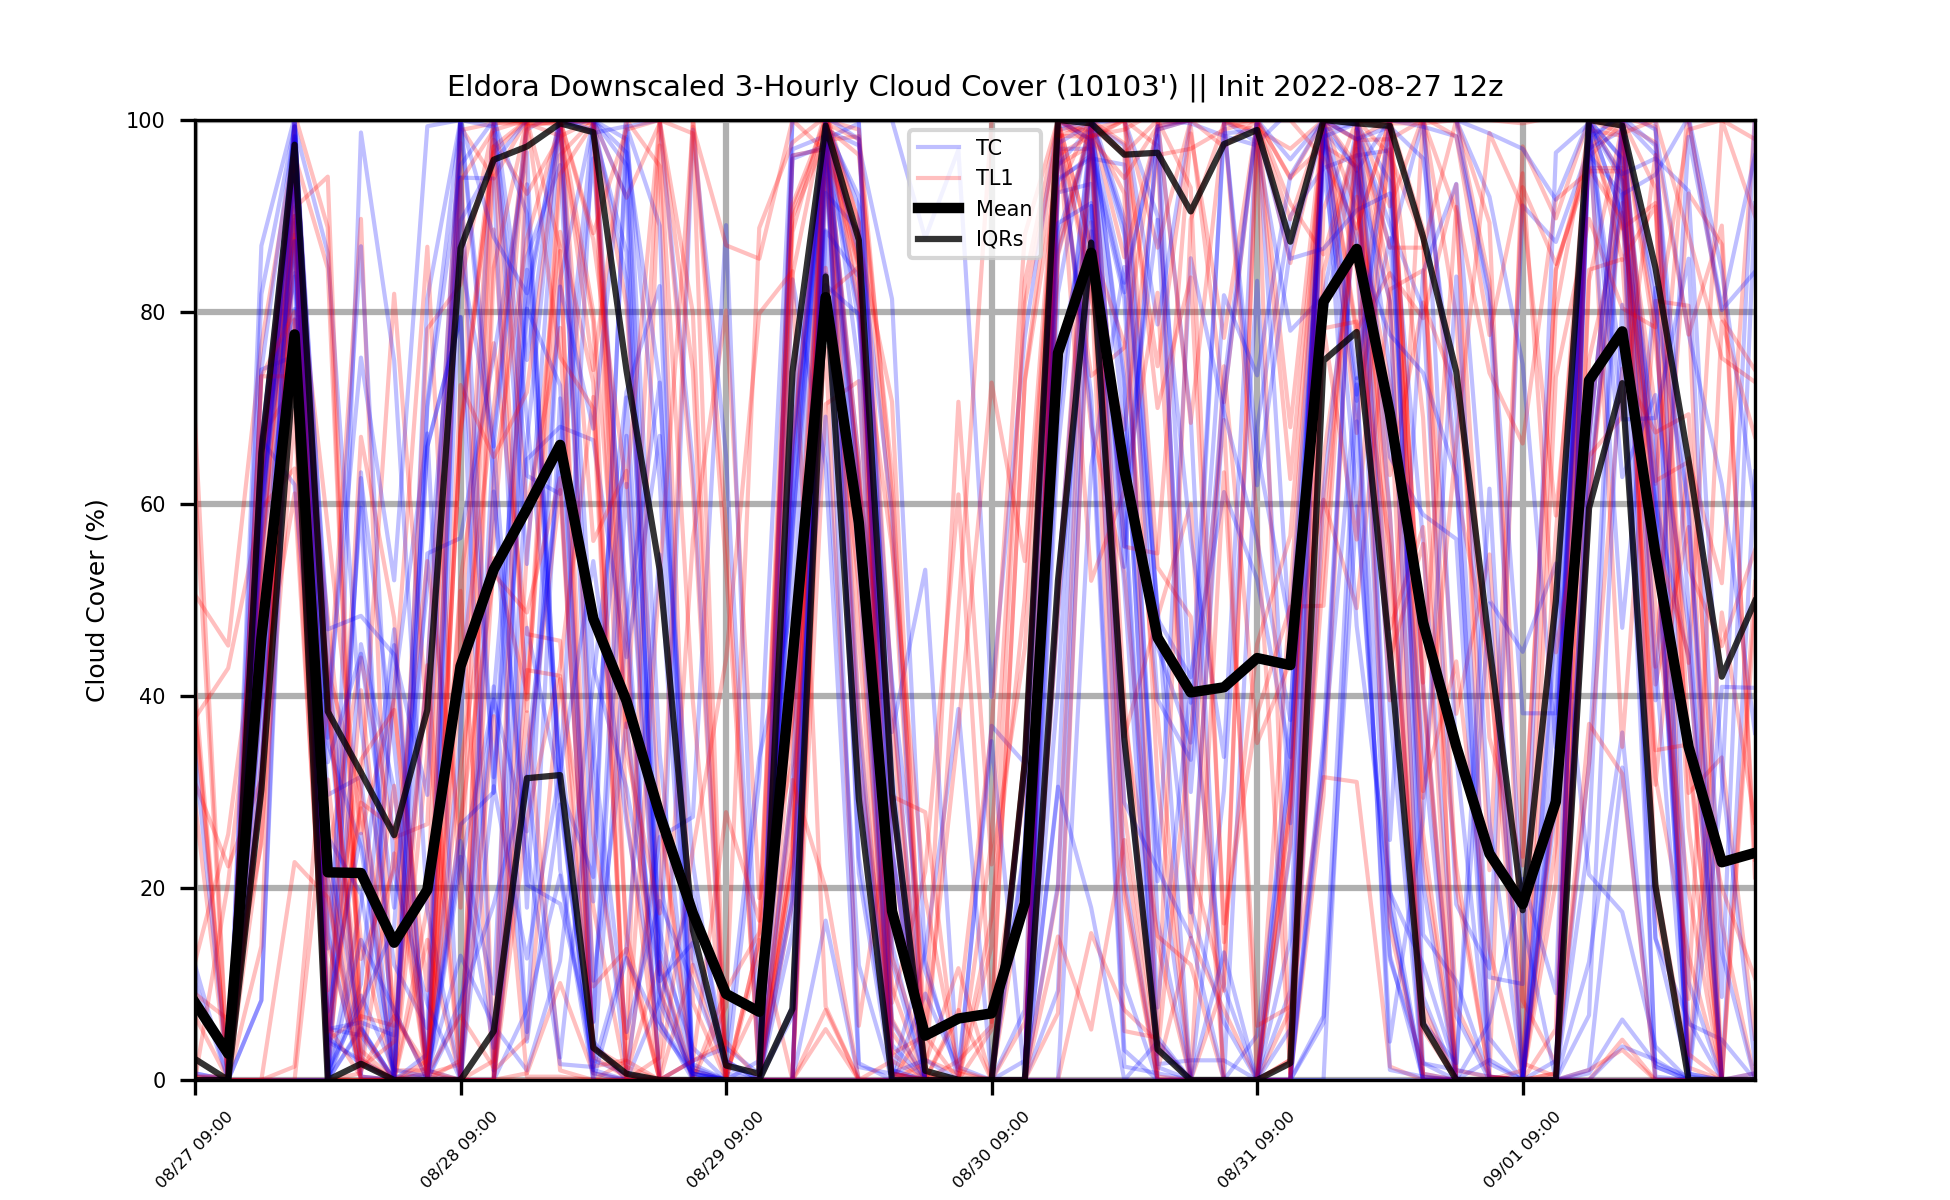 Eldora Downscaled 3-Hourly Cloud Cover (10103') || Init 2022-08-27 12z
TC
TL1
Mean
IQRs
Cloud Cover (%)
100
80
60
40
20
0
08/27 09:00
08/28 09:00
08/29 09:00
08/30 09:00
08/31 09:00
09/01 09:00